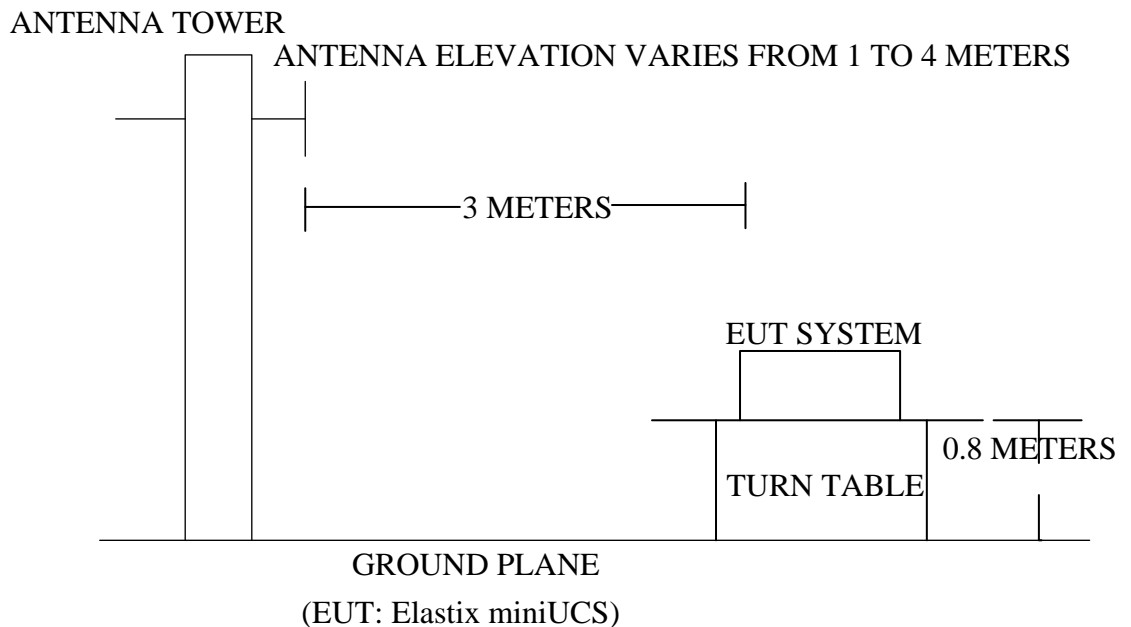 ANTENNA TOWER
ANTENNA ELEVATION VARIES FROM 1 TO 4 METERS
3 METERS
EUT SYSTEM
0.8 METERS
TURN TABLE
GROUND PLANE
(EUT: Elastix miniUCS)